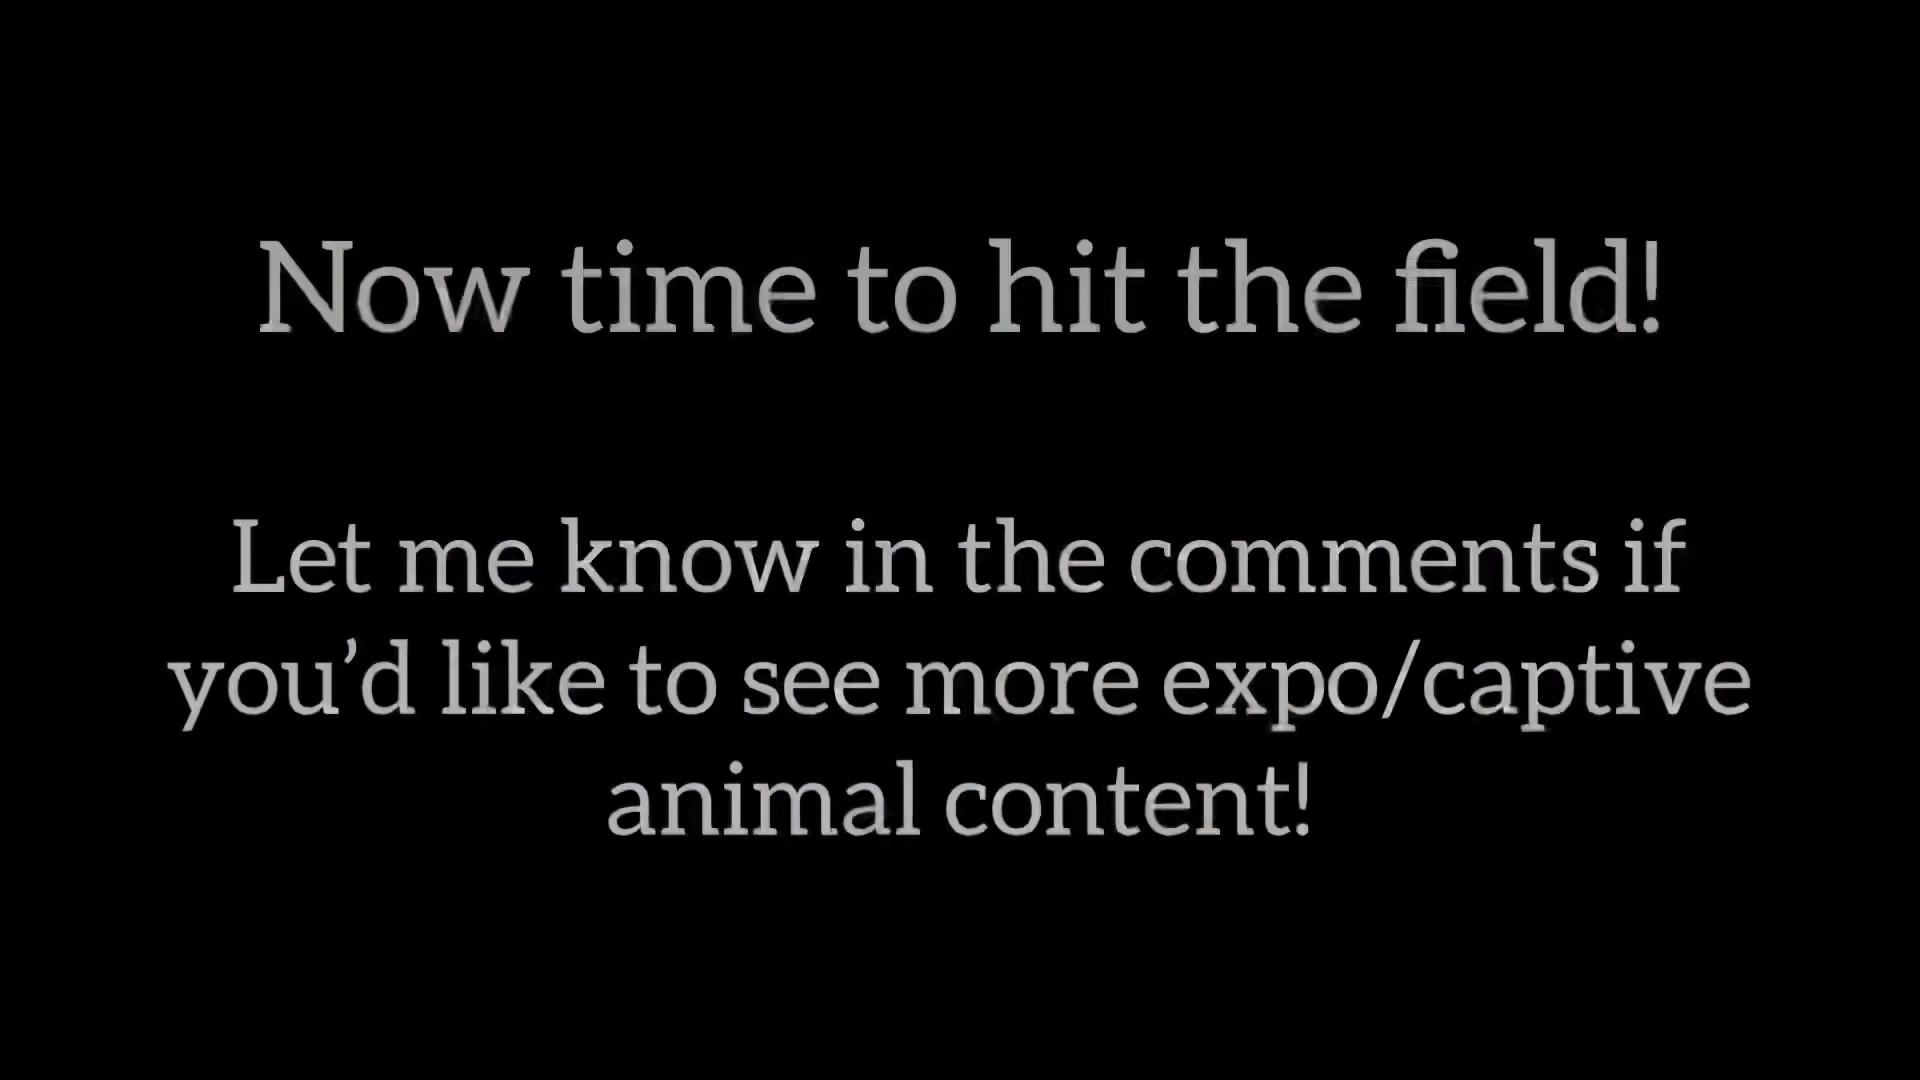 Now time to hit the field!
Let me know in the comments if
you’d like to see more expo/captive
animal content!